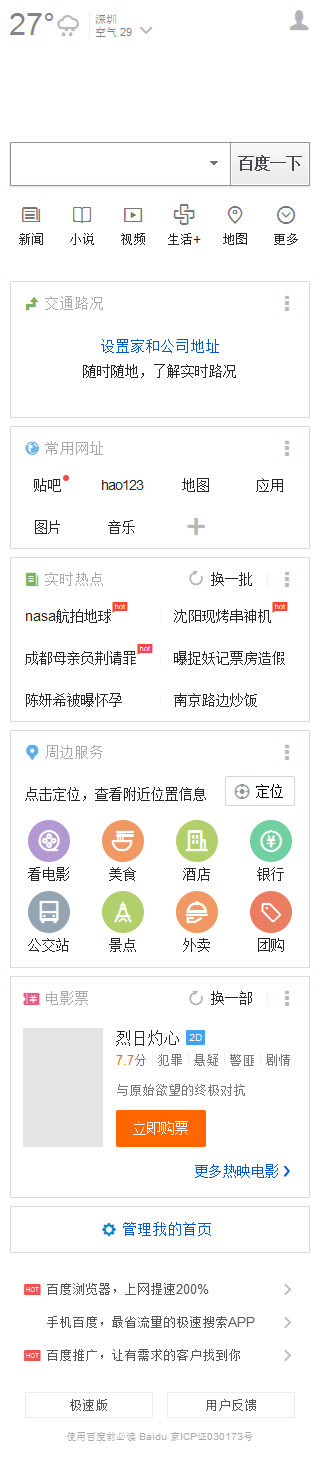 27°
深圳
空气 29
百度一下
新闻 小说 视频 生活+ 地图 更多
交通路况
设置家和公司地址
随时随地，了解实时路况
常用网址
贴吧 hao123 地图 应用
图片 音乐
实时热点 换一批
nasa航拍地球 hot 沈阳现烤串神机 hot
成都母亲负荆请罪 hot 曝捉妖记票房造假
陈妍希被曝怀孕 南京路边炒饭
周边服务
点击定位，查看附近位置信息 定位
看电影 美食 酒店 银行
公交站 景点 外卖 团购
电影票 换一部
烈日灼心 2D
7.7分 犯罪 悬疑 警匪 剧情
与原始欲望的终极对抗
立即购票
更多热映电影
管理我的首页
HOT 百度浏览器，上网提速200%
手机百度，最省流量的极速搜索APP
HOT 百度推广，让有需求的客户找到你
极速版 用户反馈
使用百度前必读 Baidu 京ICP证030173号